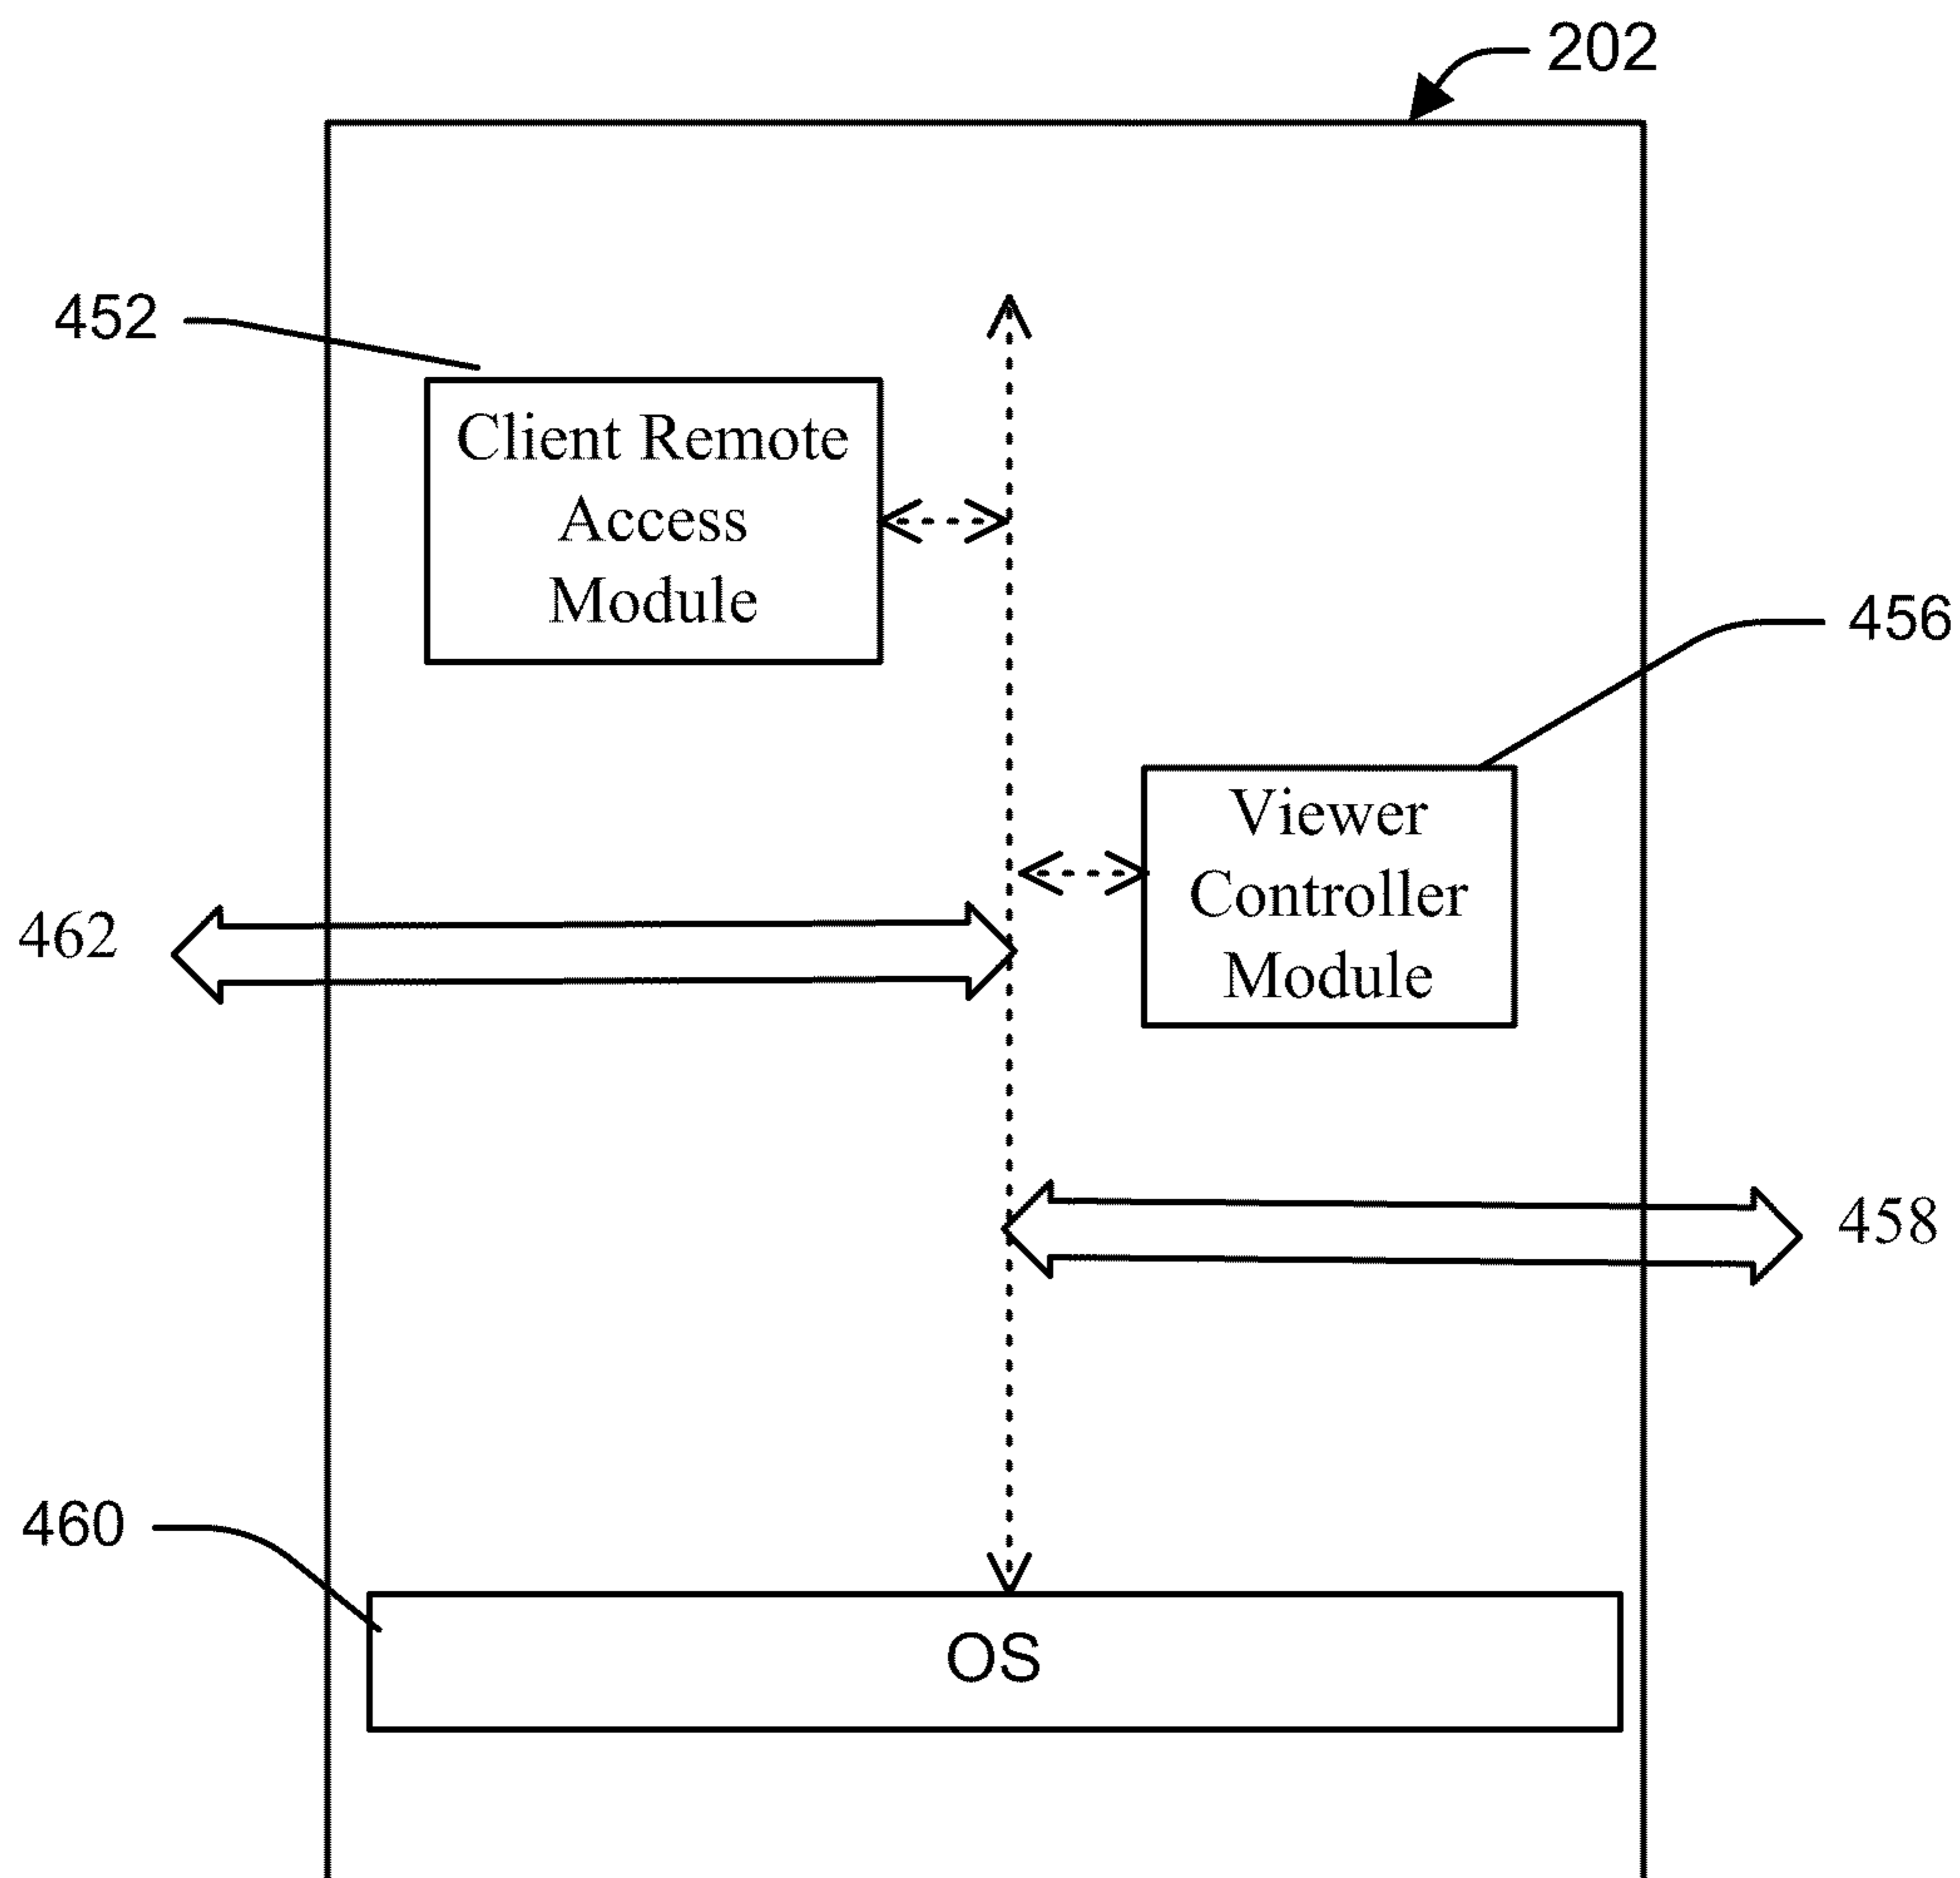 202
452
Client Remote
Access
Module
456
Viewer
Controller
Module
462
458
460
OS